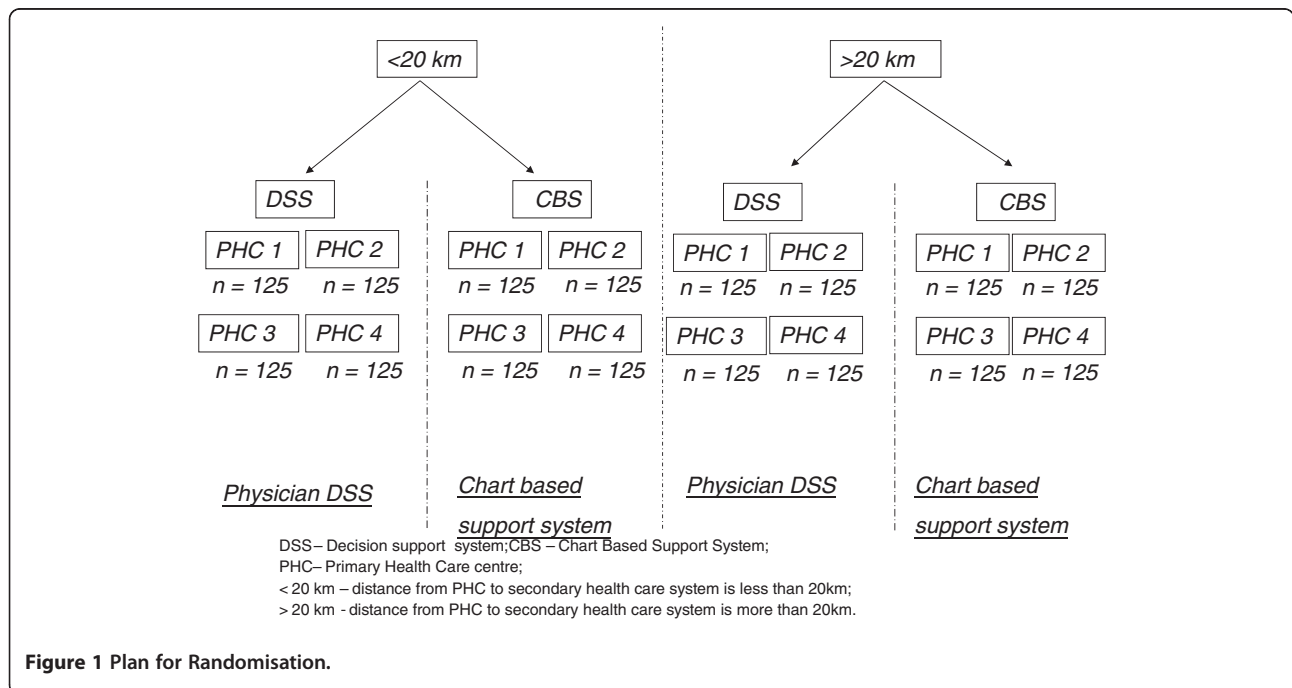 <20 km >20 km
DSS CBS DSS CBS
PHC 1 PHC 2 PHC 1 PHC 2 PHC 1 PHC 2 PHC 1 PHC 2
n = 125 n = 125 n = 125 n = 125 n = 125 n = 125 n = 125 n = 125
PHC 3 PHC 4 PHC 3 PHC 4 PHC 3 PHC 4 PHC 3 PHC 4
n = 125 n = 125 n = 125 n = 125 n = 125 n = 125 n = 125 n = 125
Physician DSS Chart based Physician DSS Chart based
support system support system
DSS– Decision support system;CBS – Chart Based Support System;
PHC– Primary Health Care centre;
< 20 km – distance from PHC to secondary health care system is less than 20km;
> 20 km - distance from PHC to secondary health care system is more than 20km.
Figure 1 Plan for Randomisation.